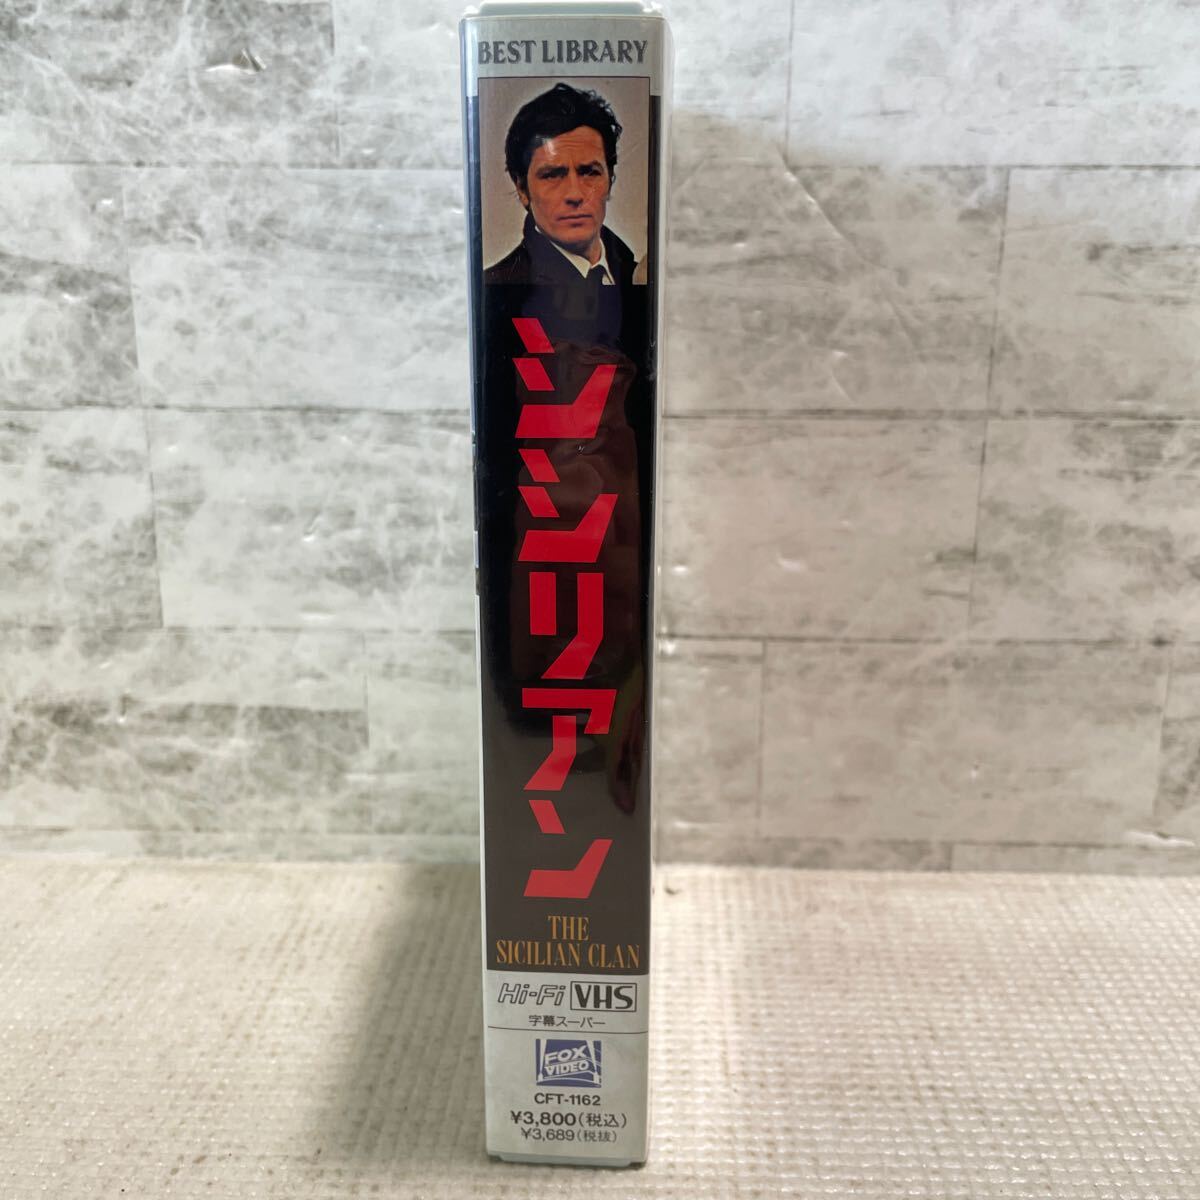 BEST LIBRARY
シシリアン
THE
SICILIAN CLAN
Hi-Fi VHS
字幕スーパー
FOX
VIDEO
CFT-1162
¥3,800(税込)
¥3,689(税抜)